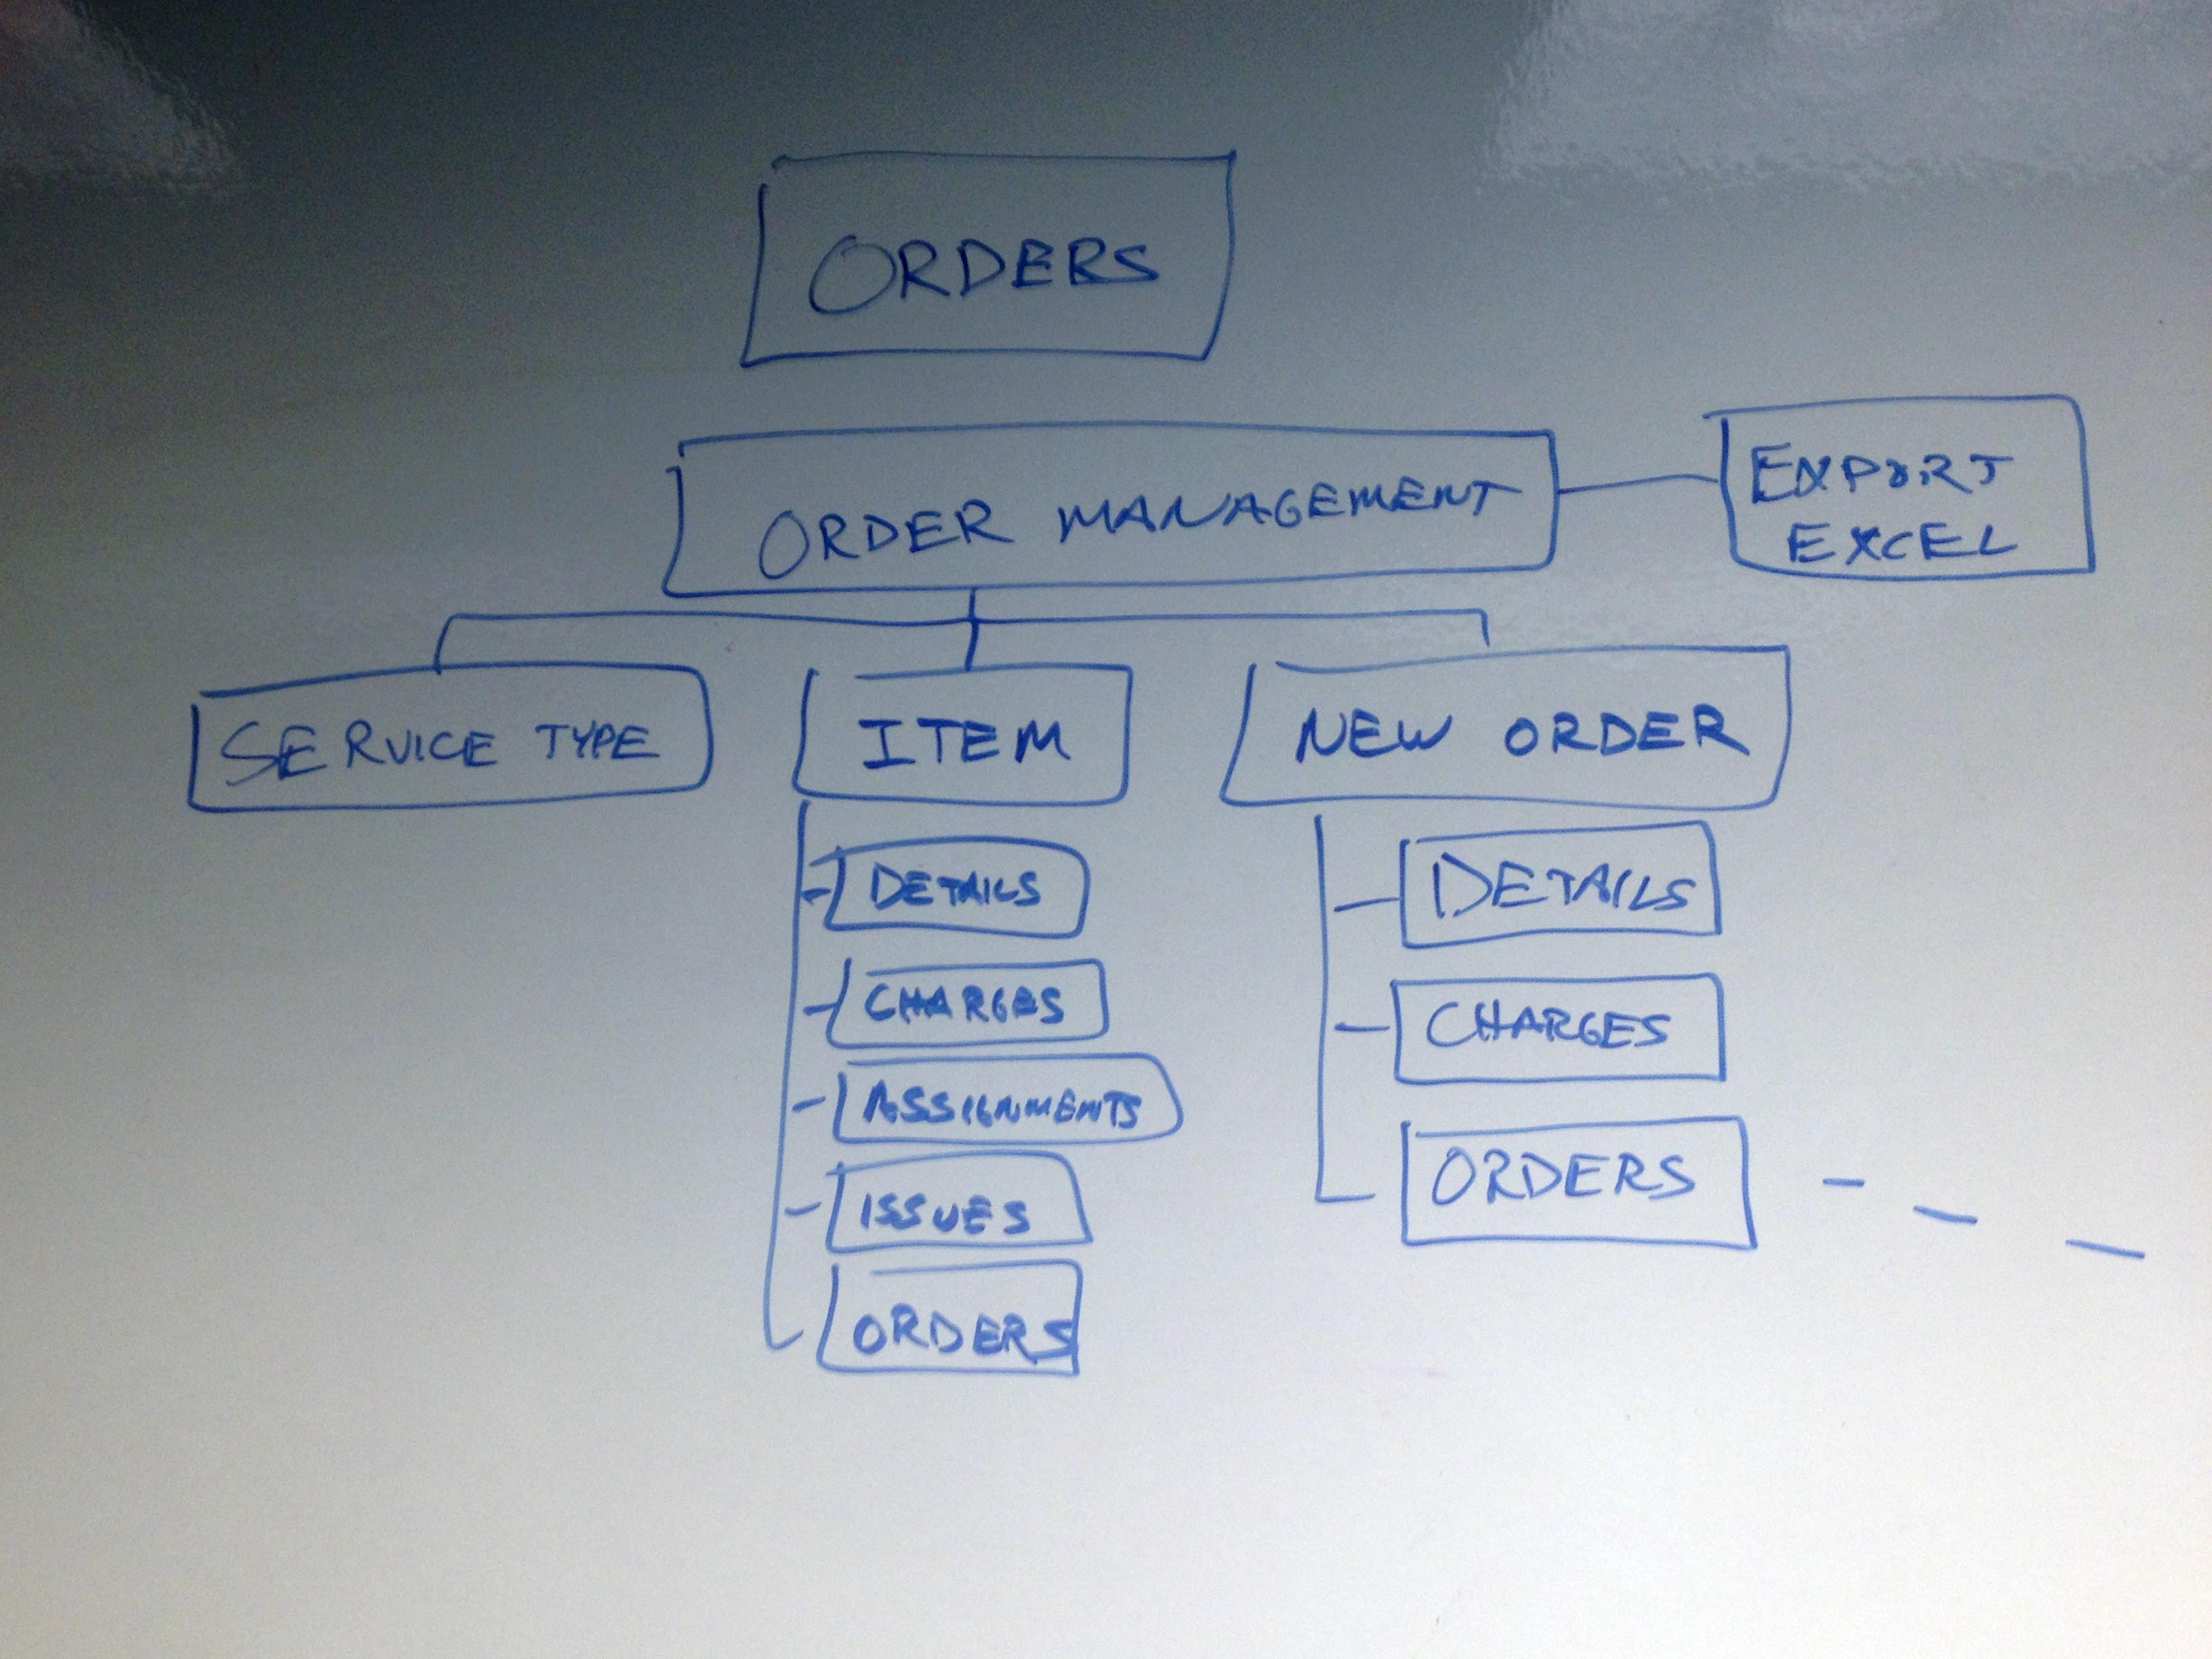 ORDERS
ORDER MANAGEMENT
EXPORT
EXCEL
SERVICE TYPE
ITEM
NEW ORDER
DETAILS
CHARGES
ASSIGNMENTS
ISSUES
ORDERS
DETAILS
CHARGES
ORDERS